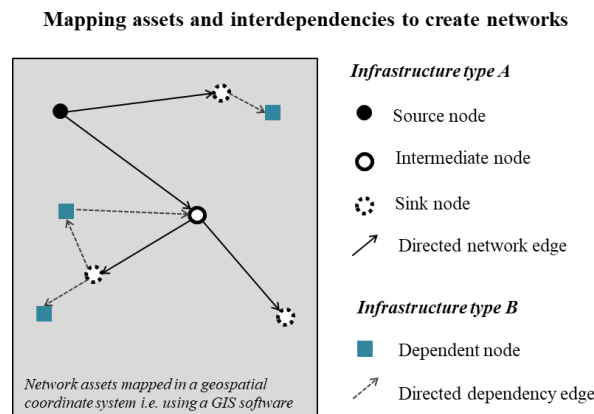 Mapping assets and interdependencies to create networks
Infrastructure type A
Source node
Intermediate node
Sink node
Directed network edge
Infrastructure type B
Dependent node
Directed dependency edge
Network assets mapped in a geospatial
coordinate system i.e. using a GIS software